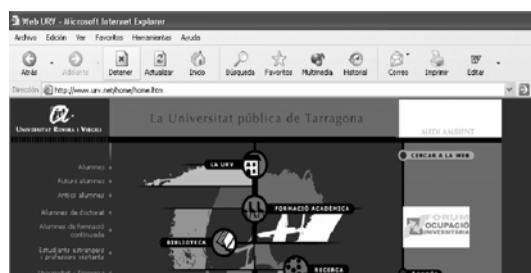 Web URV - Microsoft Internet Explorer
Archivo Edición Ver Favoritos Herramientas Ayuda
Atrás Adelante Detener Actualizar Inicio Búsqueda Favoritos Multimedia Historial Correo Imprimir Editar
Dirección http://www.urv.net/home/home.htm
UNIVERSITAT ROVIRA I VIRGILI
La Universitat pública de Tarragona
MEDI AMBIENT
CERCAR A LA WEB
Alumnes
Futurs alumnes
Antics alumnes
Alumnes de doctorat
Alumnes de formació
continuada
Estudiants estrangers
i professors visitants
LA URV
FORMACIÓ ACADÈMICA
BIBLIOTECA
RECERCA
FORUM
OCUPACIÓ
UNIVERSITÀRIA